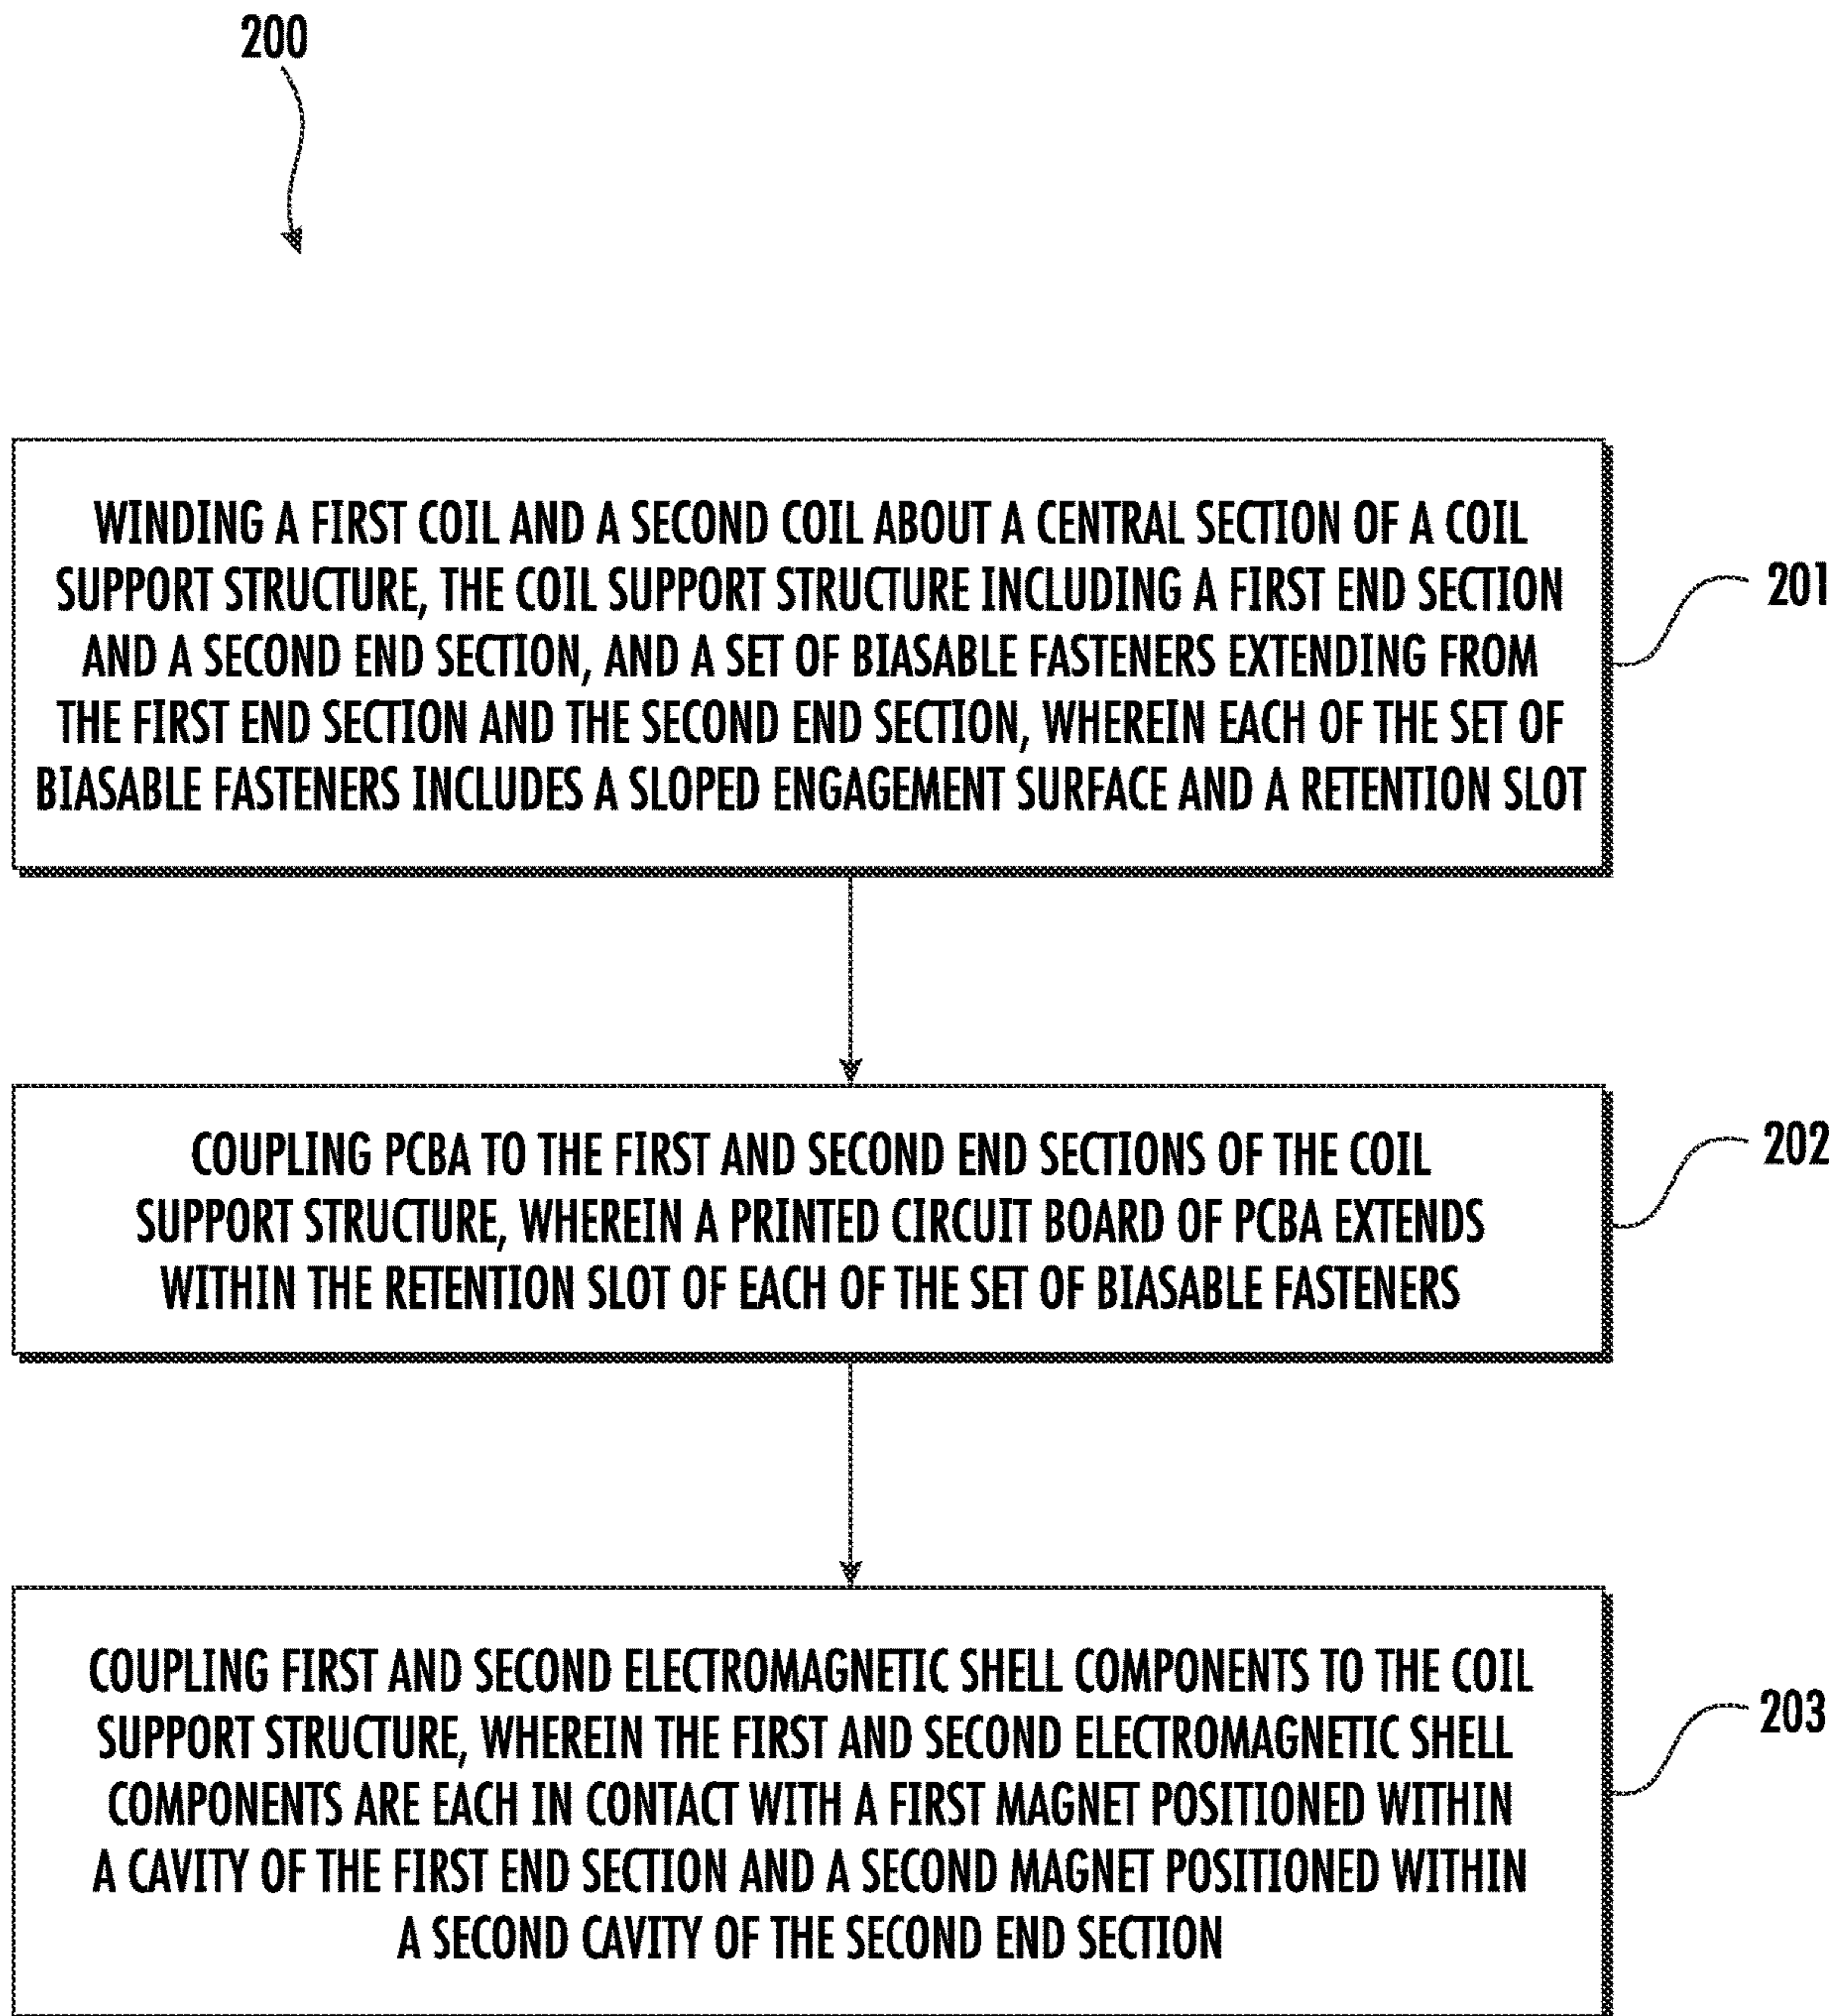 200
WINDING A FIRST COIL AND A SECOND COIL ABOUT A CENTRAL SECTION OF A COIL
SUPPORT STRUCTURE, THE COIL SUPPORT STRUCTURE INCLUDING A FIRST END SECTION
AND A SECOND END SECTION, AND A SET OF BIASABLE FASTENERS EXTENDING FROM
THE FIRST END SECTION AND THE SECOND END SECTION, WHEREIN EACH OF THE SET OF
BIASABLE FASTENERS INCLUDES A SLOPED ENGAGEMENT SURFACE AND A RETENTION SLOT
201
COUPLING PCBA TO THE FIRST AND SECOND END SECTIONS OF THE COIL
SUPPORT STRUCTURE, WHEREIN A PRINTED CIRCUIT BOARD OF PCBA EXTENDS
WITHIN THE RETENTION SLOT OF EACH OF THE SET OF BIASABLE FASTENERS
202
COUPLING FIRST AND SECOND ELECTROMAGNETIC SHELL COMPONENTS TO THE COIL
SUPPORT STRUCTURE, WHEREIN THE FIRST AND SECOND ELECTROMAGNETIC SHELL
COMPONENTS ARE EACH IN CONTACT WITH A FIRST MAGNET POSITIONED WITHIN
A CAVITY OF THE FIRST END SECTION AND A SECOND MAGNET POSITIONED WITHIN
A SECOND CAVITY OF THE SECOND END SECTION
203